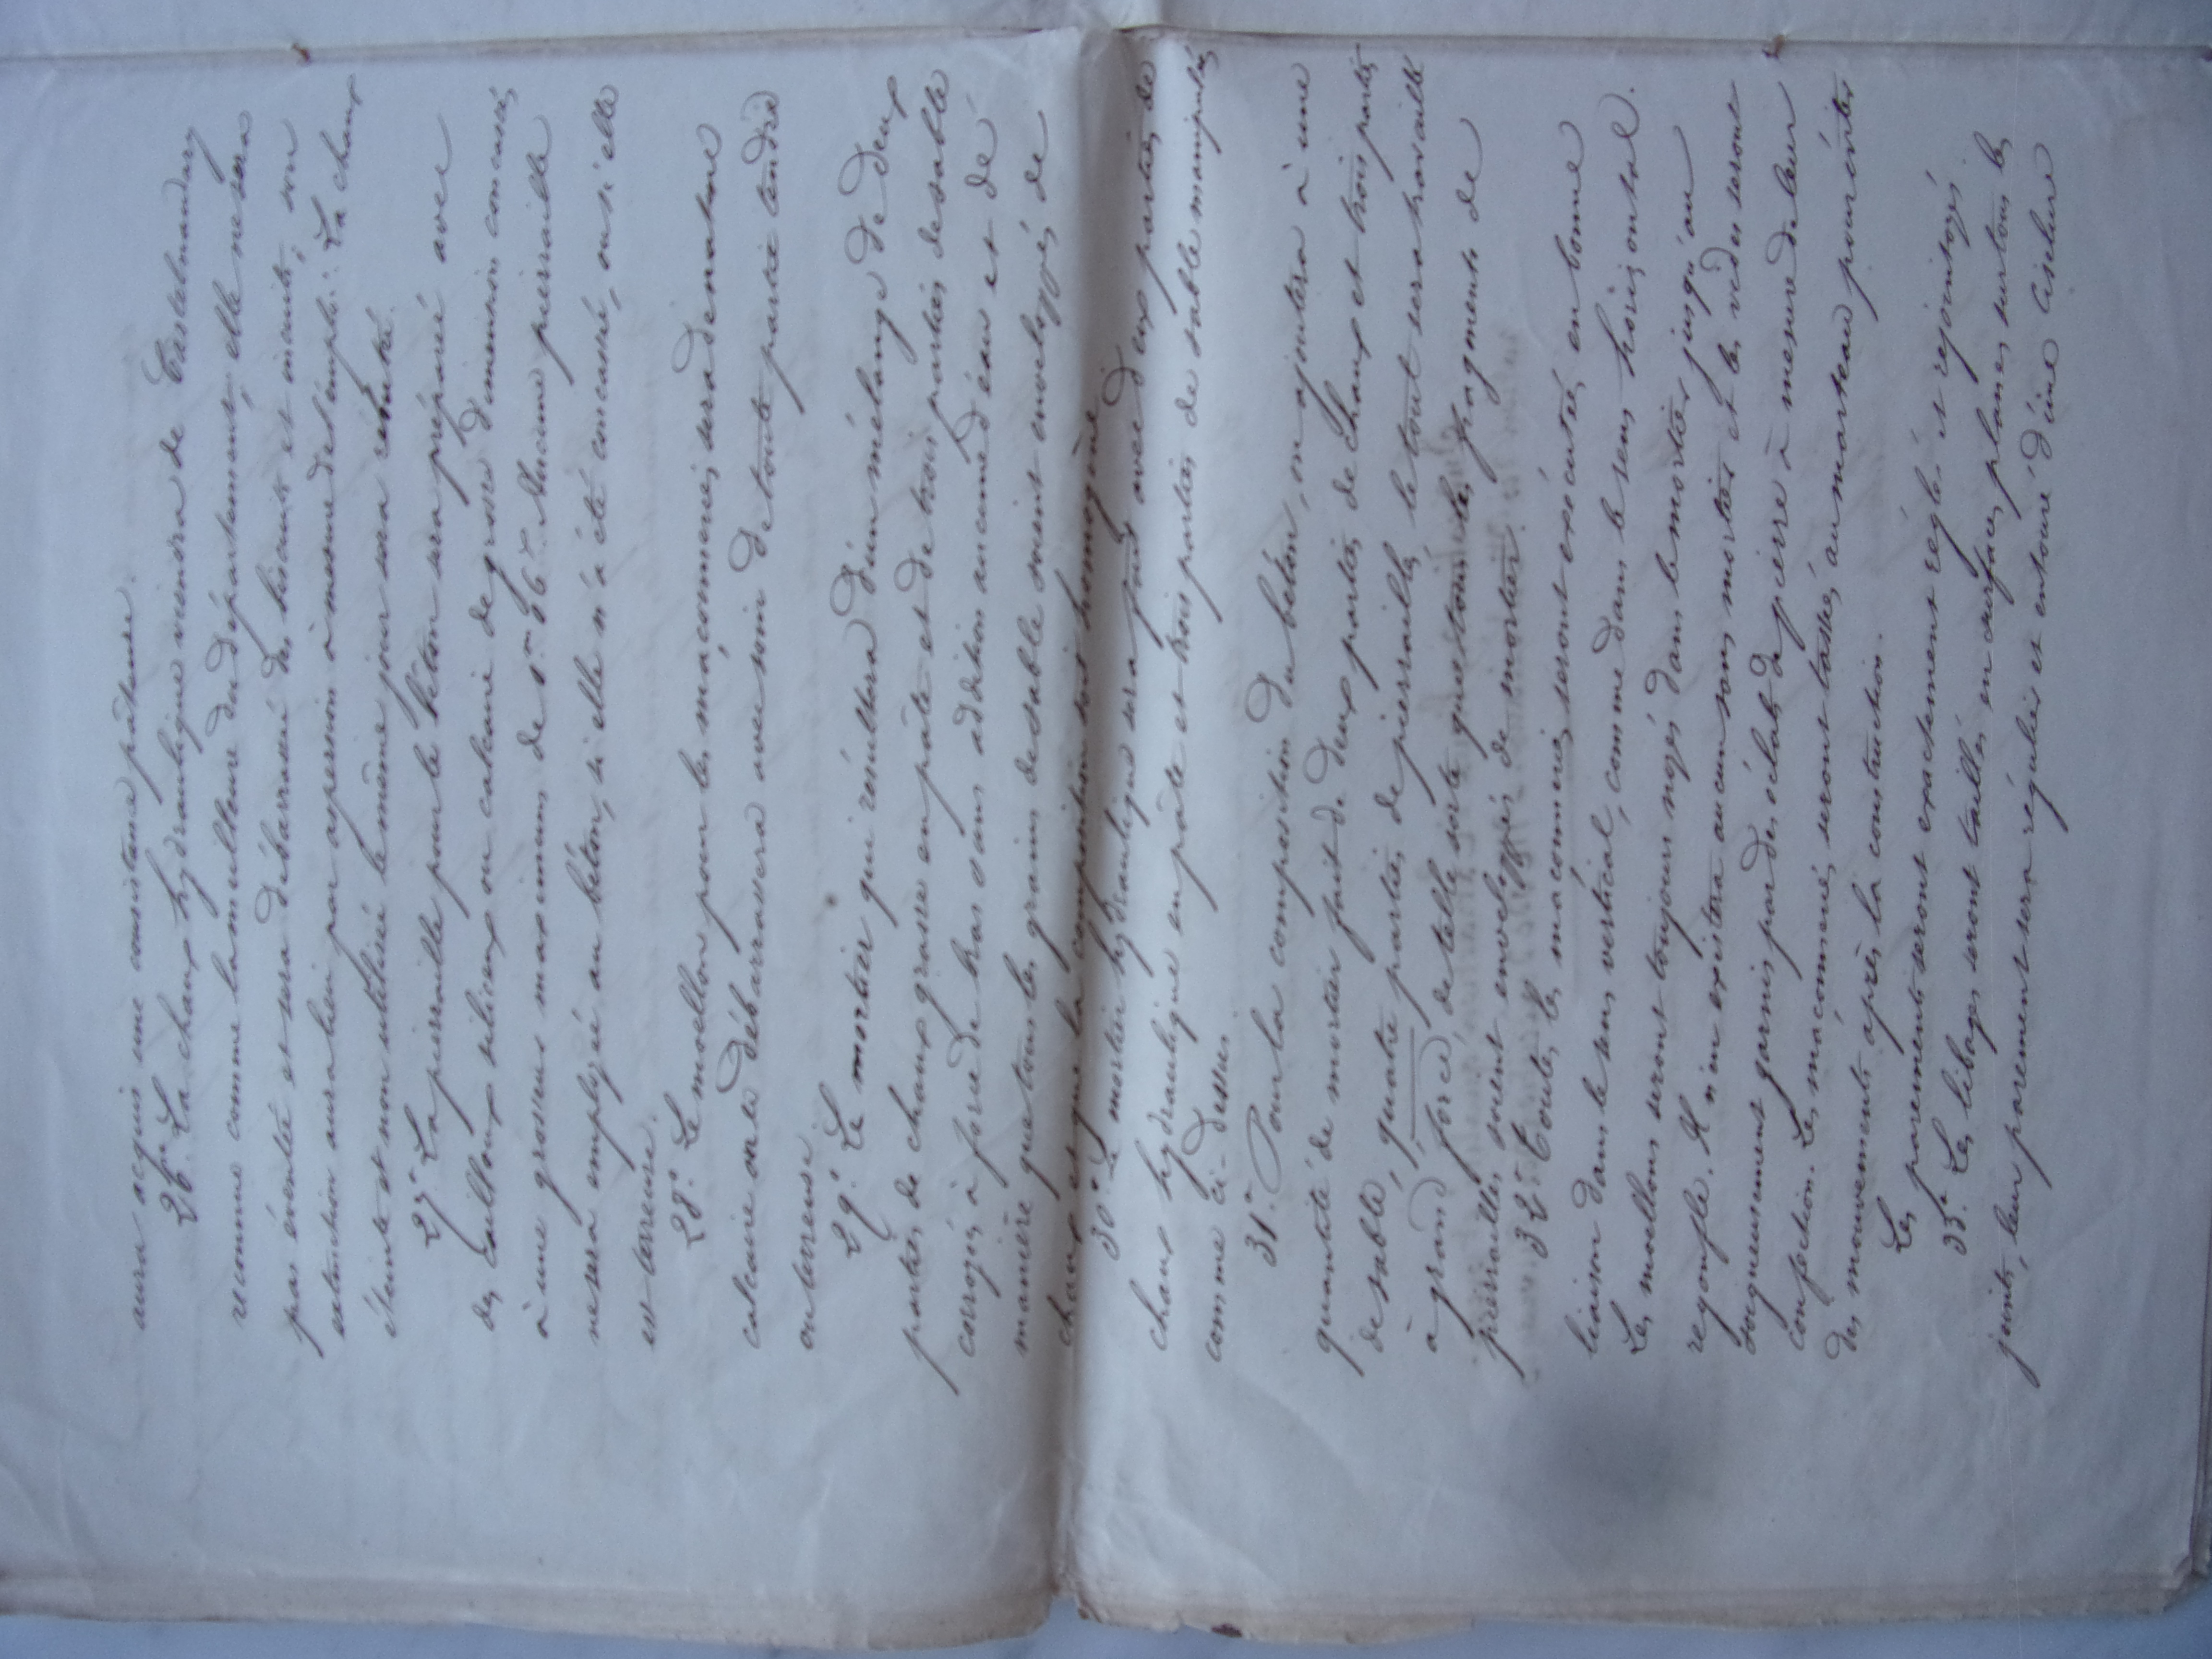 aura acquis une consistance pâteuse.
26° La chaux hydraulique viendra de Castelnaudary
reconnue comme la meilleure du département, elle ne sera
pas éventée et sera débarrassée des biscuits et incuits, son
extinction aura lieu par aspersion à mesure de l'emploi. La chaux
éteinte et non utilisée le même jour sera rebutée.
27° La pierraille pour le béton sera préparée avec
des cailloux siliceux ou calcaire de grosse dimension concassés
à une grosseur maximum de 0m 06c. Aucune pierraille
ne sera employée au béton, si elle n'a été concassée, ou si elle
est terreuse.
28° Le moellon pour les maçonneries sera de nature
calcaire on le débarrassera avec soin de toute partie tendre
ou terreuse.
29° Le mortier qui résultera d'un mélange de deux
parties de chaux grasse en pâte et de trois parties de sable
corroyés à force de bras sans addition aucune d'eau et de
manière que tous les grains de sable soient enveloppés de
chaux et que la composition soit homogène.
30° Le mortier hydraulique sera fait avec deux parties de
chaux hydraulique en pâte et trois parties de sable manipulés
comme ci-dessus.
31° Pour la composition du béton, on ajoutera à une
quantité de mortier fait de deux parties de chaux et trois parties
de sable, quatre parties de pierrailles, le tout sera travaillé
à grand force, de telle sorte que tous les fragments de
pierrailles soient enveloppés de mortier.
32° Toutes les maçonneries seront exécutées en bonne
liaison dans le sens vertical, comme dans le sens horizontal.
Les moellons seront toujours noyés dans le mortier jusqu'au
regonfle. Il n'en existera aucun sans mortier et les vides seront
soigneusement garnis par des éclats de pierre à mesure de leur
confection. Les maçonneries seront tassées au marteau pour éviter
des mouvements après la construction.
Les parements seront exactement réglés et rejointoyés.
33° Les libages seront taillés en surfaces planes sur tous les
joints, leur parement sera régulier et entouré d'une ciselure